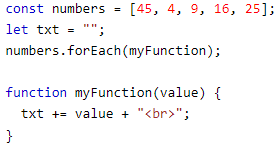 const numbers = [45, 4, 9, 16, 25];
let txt = "";
numbers.forEach(myFunction);

function myFunction(value) {
  txt += value + "<br>";
}